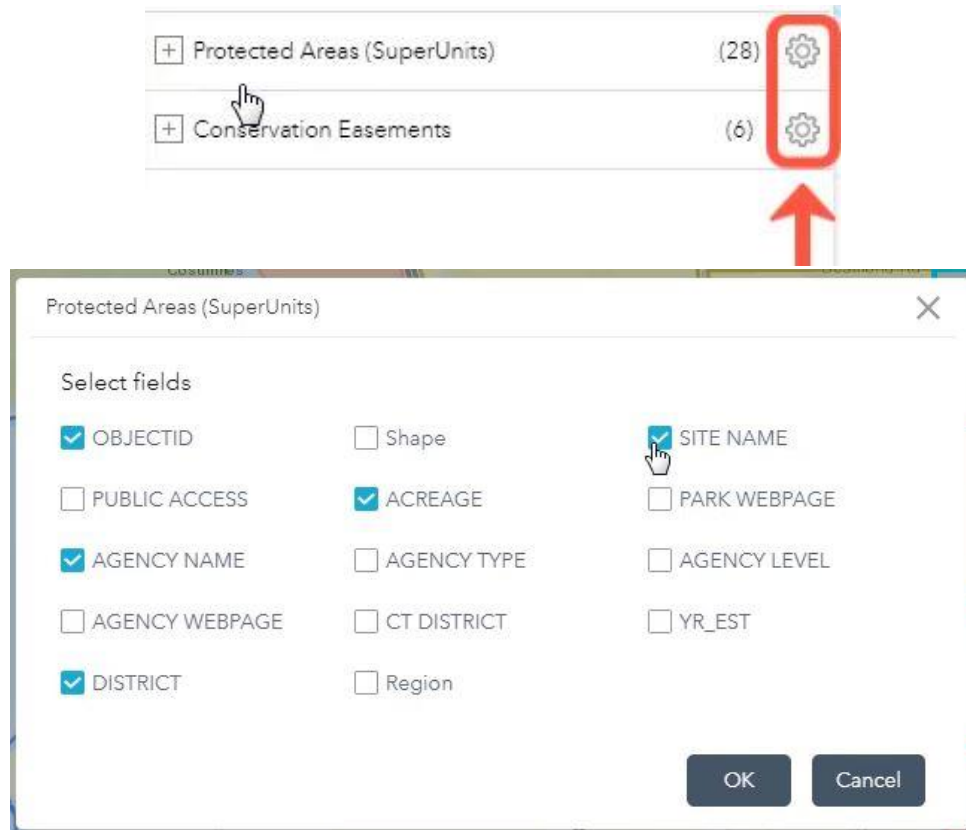 Protected Areas (SuperUnits) (28)
Conservation Easements (6)
Protected Areas (SuperUnits)
Select fields
OBJECTID Shape SITE NAME
PUBLIC ACCESS ACREAGE PARK WEBPAGE
AGENCY NAME AGENCY TYPE AGENCY LEVEL
AGENCY WEBPAGE CT DISTRICT YR_EST
DISTRICT Region
OK Cancel